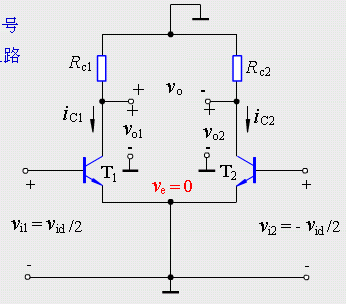 号
路
Rc1
Rc2
+ vo -
iC1
iC2
+
+
vo1
vo2
-
-
T1
T2
+
ve = 0
+
vi1 = vid /2
vi2 = - vid /2
-
-